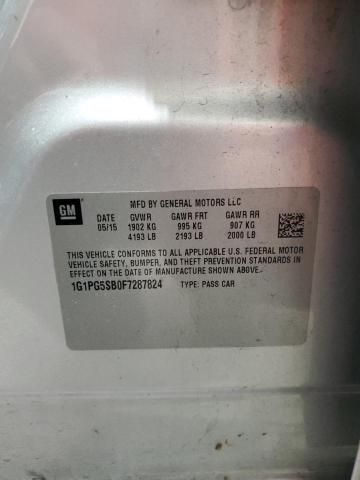 GM
MFD BY GENERAL MOTORS LLC
DATE GVWR GAWR FRT GAWR RR
05/15 1902 KG 995 KG 907 KG
4193 LB 2193 LB 2000 LB
THIS VEHICLE CONFORMS TO ALL APPLICABLE U.S. FEDERAL MOTOR
VEHICLE SAFETY, BUMPER, AND THEFT PREVENTION STANDARDS IN
EFFECT ON THE DATE OF MANUFACTURE SHOWN ABOVE.
1G1PG5SB0F7287824 TYPE: PASS CAR